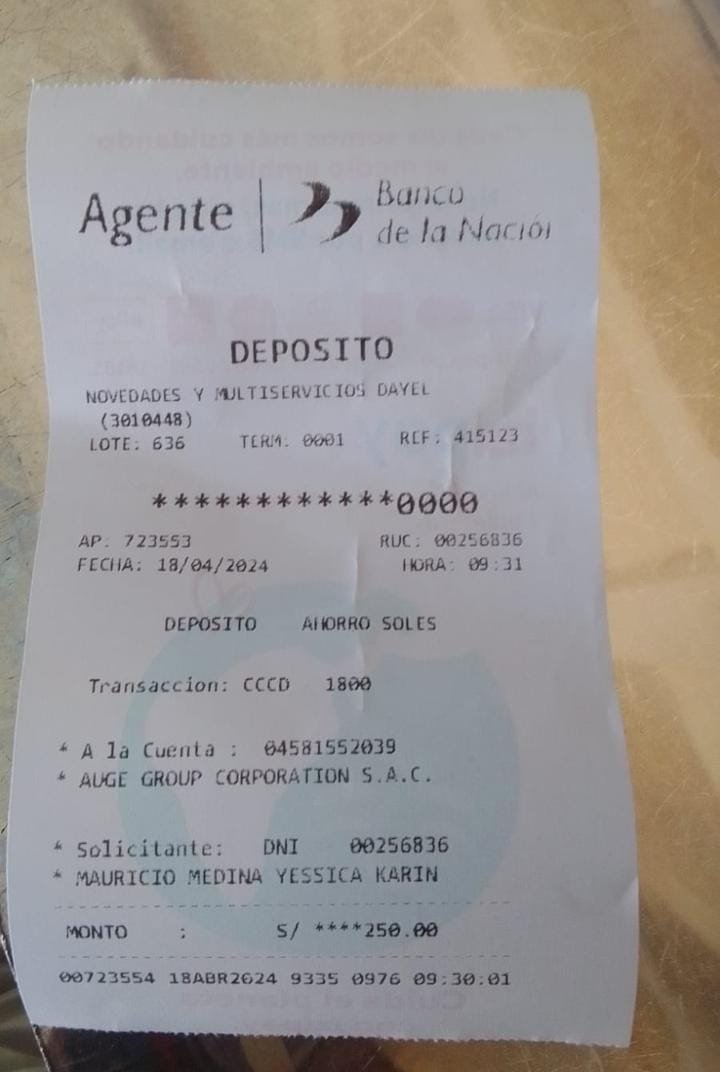 Agente | Banco
de la Nación
DEPOSITO
NOVEDADES Y MULTISERVICIOS DAYEL
(3010448)
LOTE: 636 TERM: 0001 REF: 415123
************0000
AP: 723553 RUC: 00256836
FECHA: 18/04/2024 HORA: 09:31
DEPOSITO AHORRO SOLES
Transaccion: CCCD 1800
* A la Cuenta : 04581552039
* AUGE GROUP CORPORATION S.A.C.
* Solicitante: DNI 00256836
* MAURICIO MEDINA YESSICA KARIN
MONTO : S/ ****250.00
00723554 18ABR2024 9335 0976 09:30:01